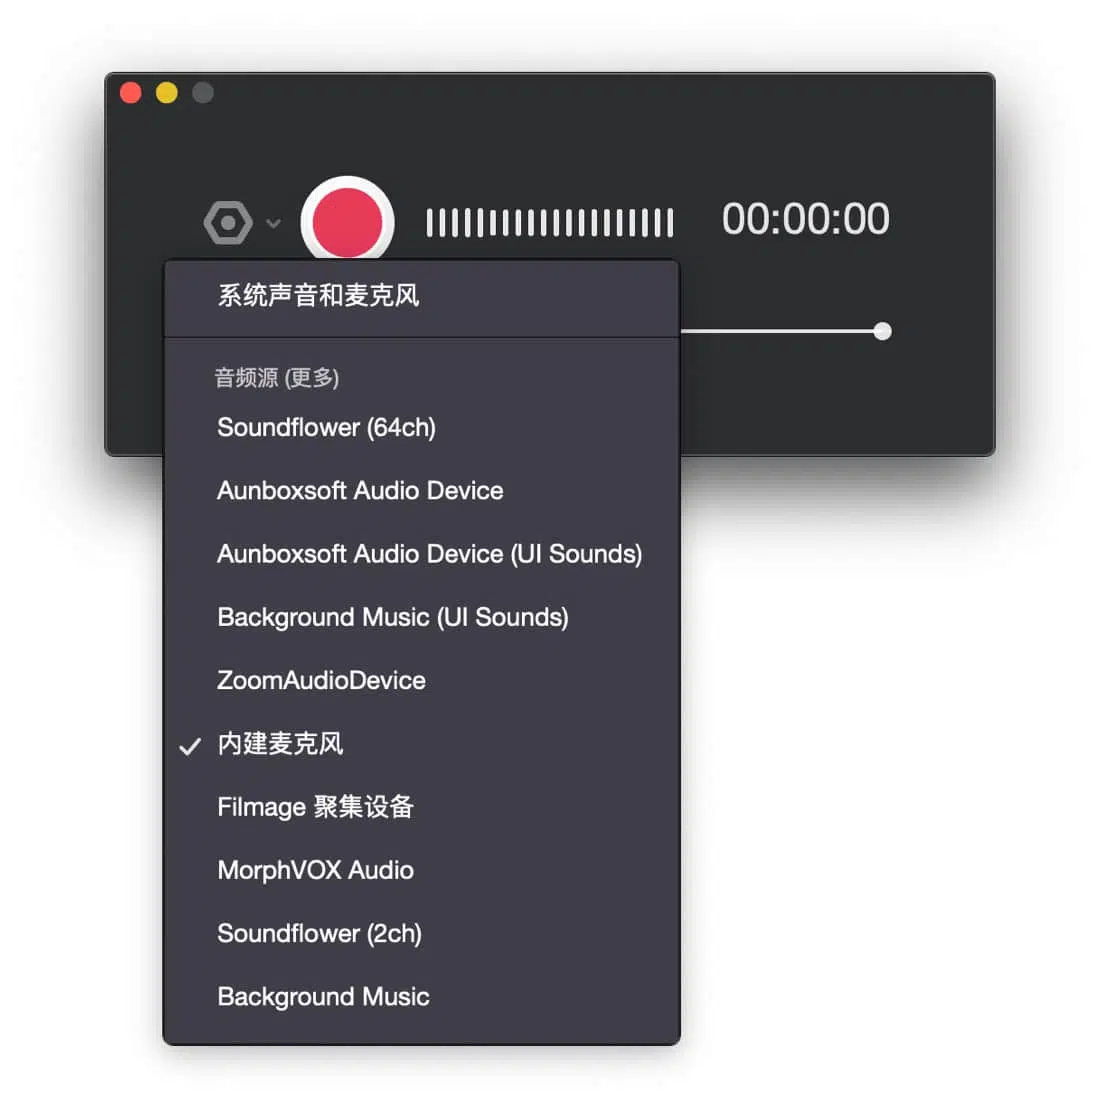 00:00:00
系统声音和麦克风
音频源 (更多)
Soundflower (64ch)
Aunboxsoft Audio Device
Aunboxsoft Audio Device (UI Sounds)
Background Music (UI Sounds)
ZoomAudioDevice
内建麦克风
Filmage 聚集设备
MorphVOX Audio
Soundflower (2ch)
Background Music